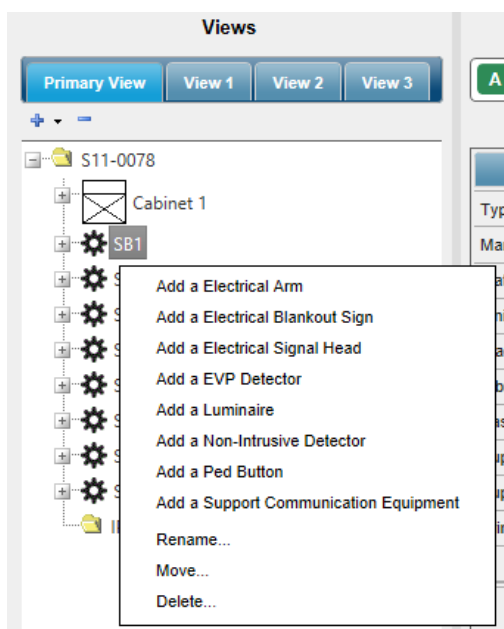 Views
Primary View View 1 View 2 View 3
A
S11-0078
Cabinet 1
SB1
Add a Electrical Arm
Add a Electrical Blankout Sign
Add a Electrical Signal Head
Add a EVP Detector
Add a Luminaire
Add a Non-Intrusive Detector
Add a Ped Button
Add a Support Communication Equipment
Rename...
Move...
Delete...